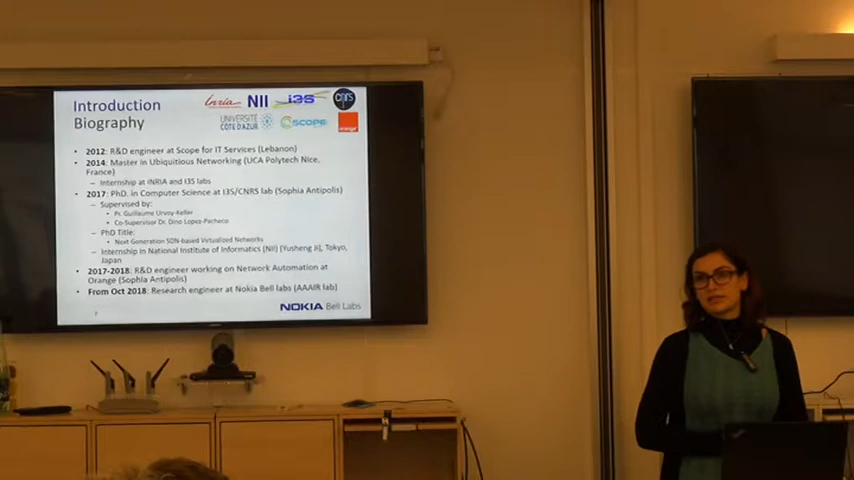 Introduction
Biography
Inria
NII
i3S
cnrs
UNIVERSITÉ
CÔTE D'AZUR
SCOPE
orange
• 2012: R&D engineer at Scope for IT Services (Lebanon)
• 2014: Master in Ubiquitous Networking (UCA Polytech Nice,
France)
– Internship at INRIA and I3S labs
• 2017: PhD. in Computer Science at I3S/CNRS lab (Sophia Antipolis)
– Supervised by:
• Pr. Guillaume Urvoy-Keller
• Co-Supervisor Dr. Dino Lopez-Pacheco
– PhD Title:
• Next Generation SDN-based Virtualized Networks
– Internship in National Institute of Informatics (NII) (Yusheng Ji), Tokyo,
Japan
• 2017-2018: R&D engineer working on Network Automation at
Orange (Sophia Antipolis)
• From Oct 2018: Research engineer at Nokia Bell labs (AAAIR lab)
NOKIA Bell Labs